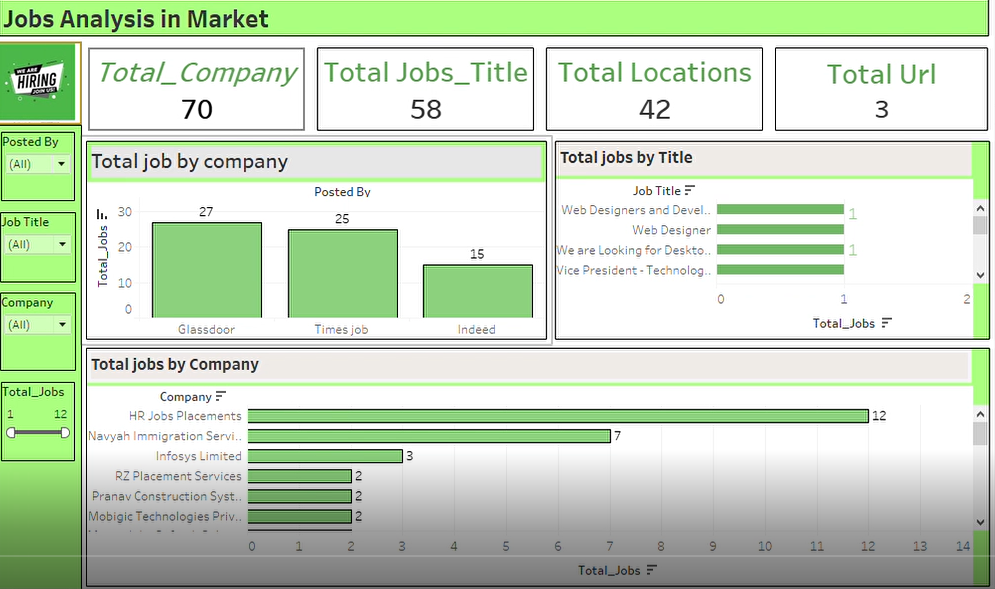 Jobs Analysis in Market
WE ARE
HIRING
JOIN US!
Total_Company
70
Total Jobs_Title
58
Total Locations
42
Total Url
3
Posted By
(All)
Job Title
(All)
Company
(All)
Total_Jobs
1 12
Total job by company
Posted By
Total_Jobs
30
20
10
0
27
25
15
Glassdoor Times job Indeed
Total jobs by Title
Job Title
Web Designers and Devel.. 1
Web Designer
We are Looking for Deskto.. 1
Vice President - Technolog..
0 1 2
Total_Jobs
Total jobs by Company
Company
HR Jobs Placements 12
Navyah Immigration Servi.. 7
Infosys Limited 3
RZ Placement Services 2
Pranav Construction Syst.. 2
Mobigic Technologies Priv.. 2
0 1 2 3 4 5 6 7 8 9 10 11 12 13 14
Total_Jobs